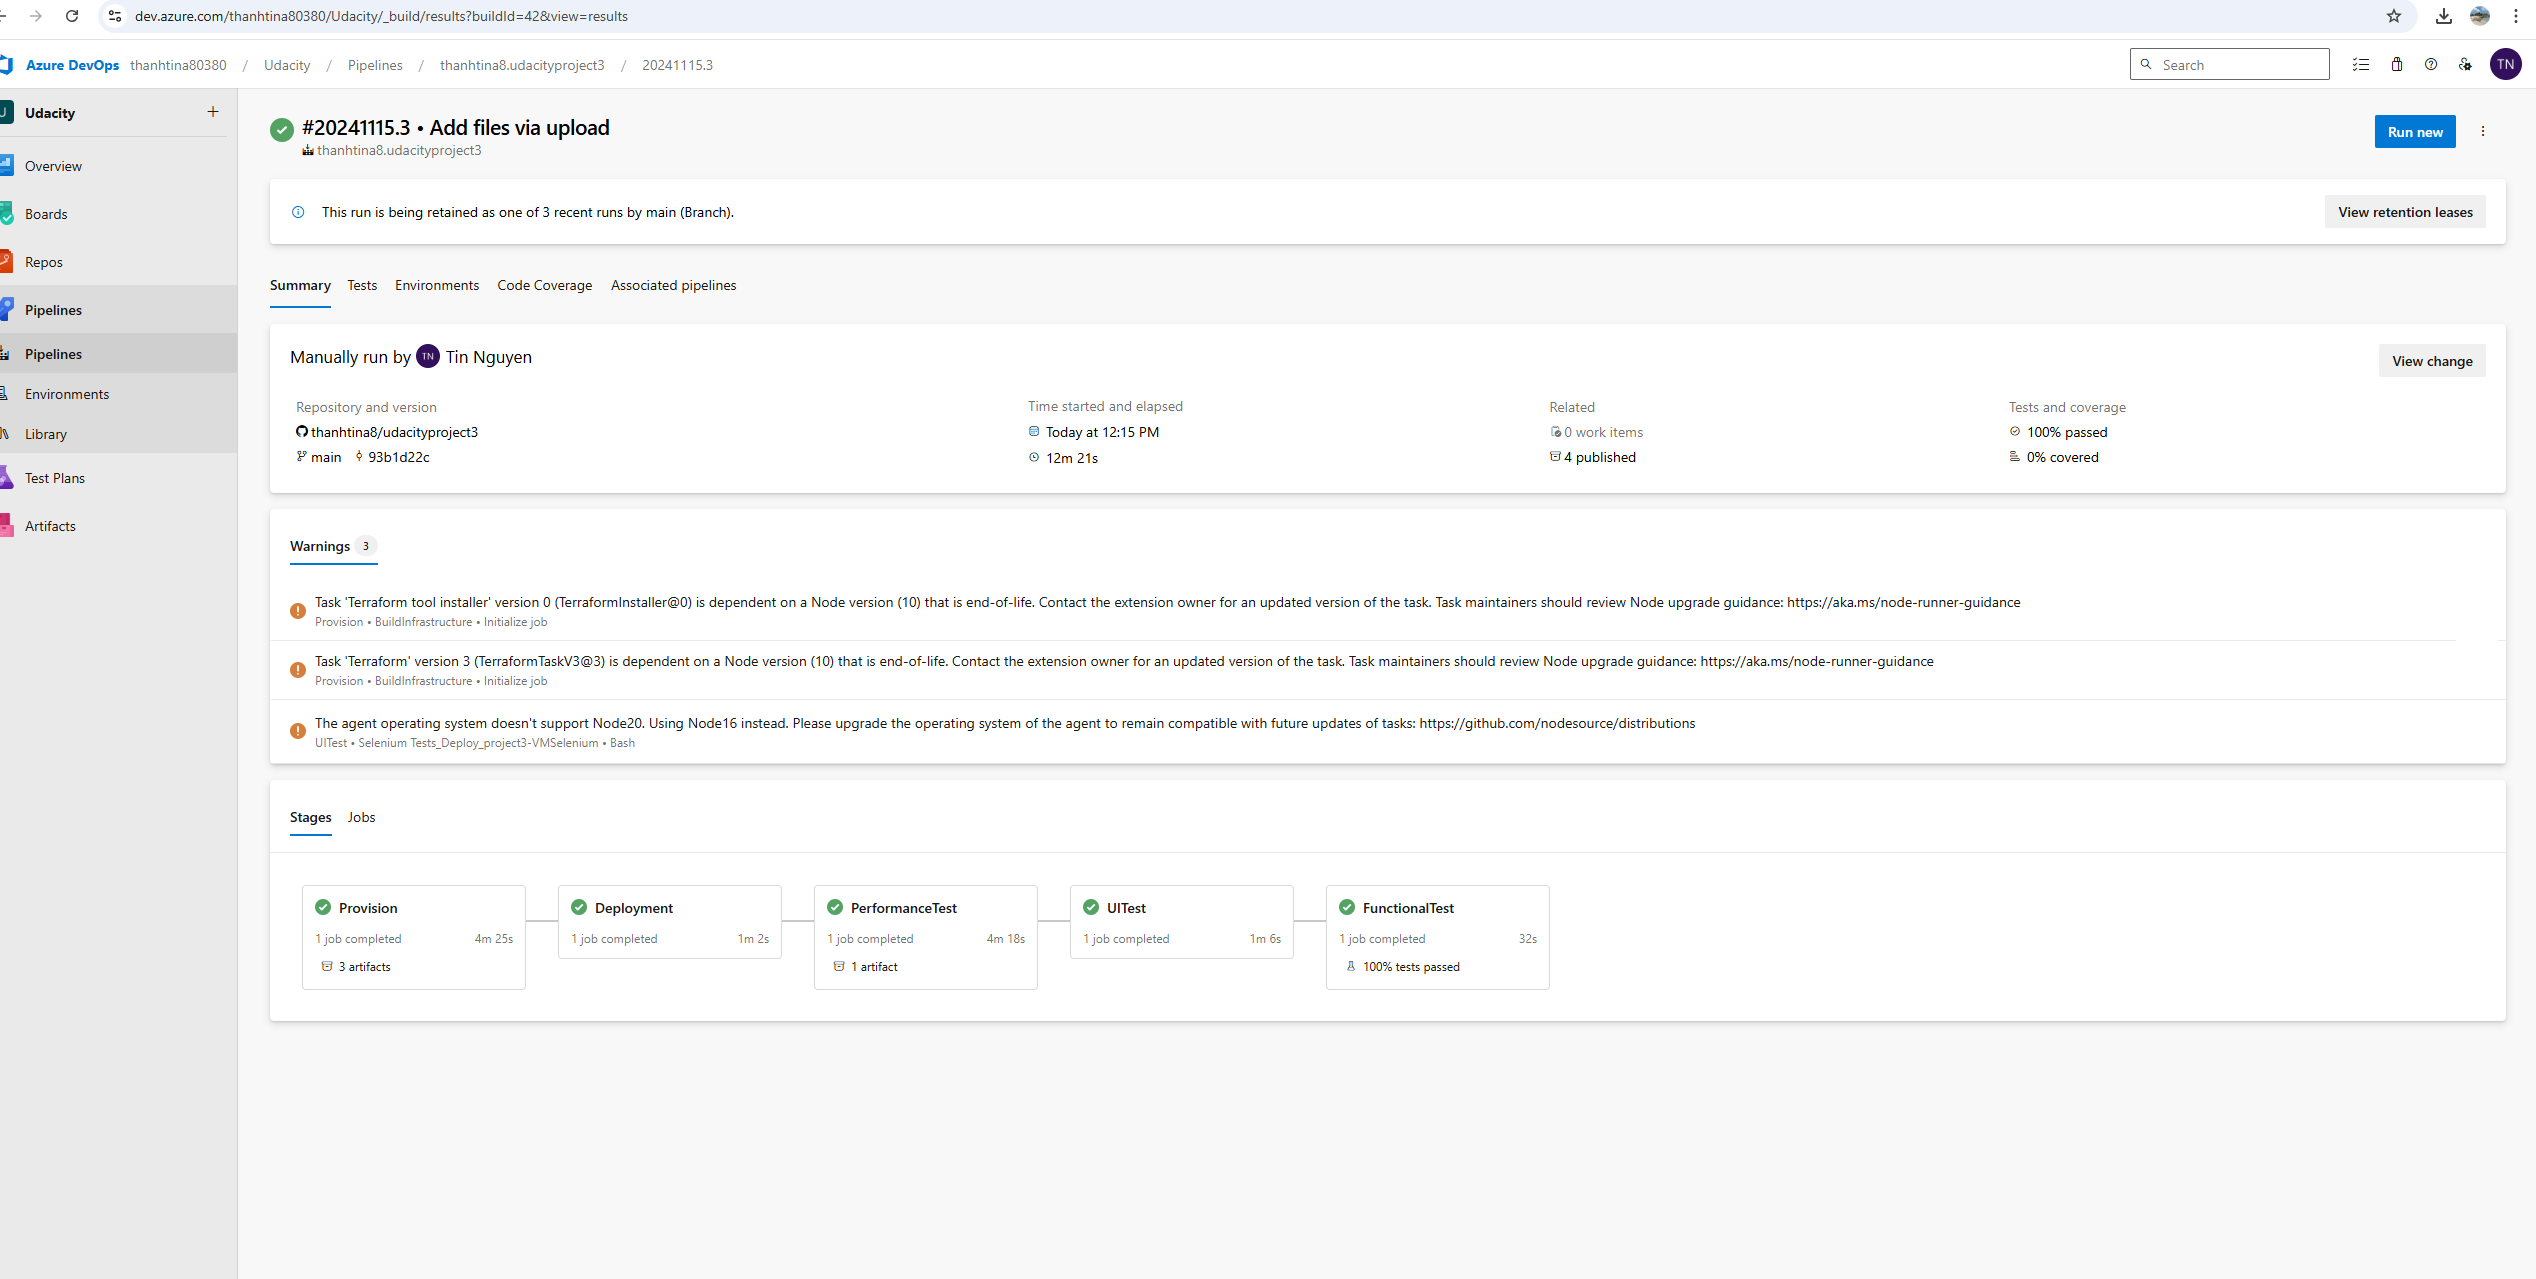 dev.azure.com/thanhtina80380/Udacity/_build/results?buildId=42&view=results
Azure DevOps thanhtina80380 / Udacity / Pipelines / thanhtina8.udacityproject3 / 20241115.3
Search
TN
Udacity
Overview
Boards
Repos
Pipelines
Pipelines
Environments
Library
Test Plans
Artifacts
#20241115.3 • Add files via upload
thanhtina8.udacityproject3
Run new
This run is being retained as one of 3 recent runs by main (Branch).
View retention leases
Summary Tests Environments Code Coverage Associated pipelines
Manually run by TN Tin Nguyen
View change
Repository and version
thanhtina8/udacityproject3
main 93b1d22c
Time started and elapsed
Today at 12:15 PM
12m 21s
Related
0 work items
4 published
Tests and coverage
100% passed
0% covered
Warnings 3
Task 'Terraform tool installer' version 0 (TerraformInstaller@0) is dependent on a Node version (10) that is end-of-life. Contact the extension owner for an updated version of the task. Task maintainers should review Node upgrade guidance: https://aka.ms/node-runner-guidance
Provision • BuildInfrastructure • Initialize job
Task 'Terraform' version 3 (TerraformTaskV3@3) is dependent on a Node version (10) that is end-of-life. Contact the extension owner for an updated version of the task. Task maintainers should review Node upgrade guidance: https://aka.ms/node-runner-guidance
Provision • BuildInfrastructure • Initialize job
The agent operating system doesn't support Node20. Using Node16 instead. Please upgrade the operating system of the agent to remain compatible with future updates of tasks: https://github.com/nodesource/distributions
UITest • Selenium Tests_Deploy_project3-VMSelenium • Bash
Stages Jobs
Provision
1 job completed 4m 25s
3 artifacts
Deployment
1 job completed 1m 2s
PerformanceTest
1 job completed 4m 18s
1 artifact
UITest
1 job completed 1m 6s
FunctionalTest
1 job completed 32s
100% tests passed